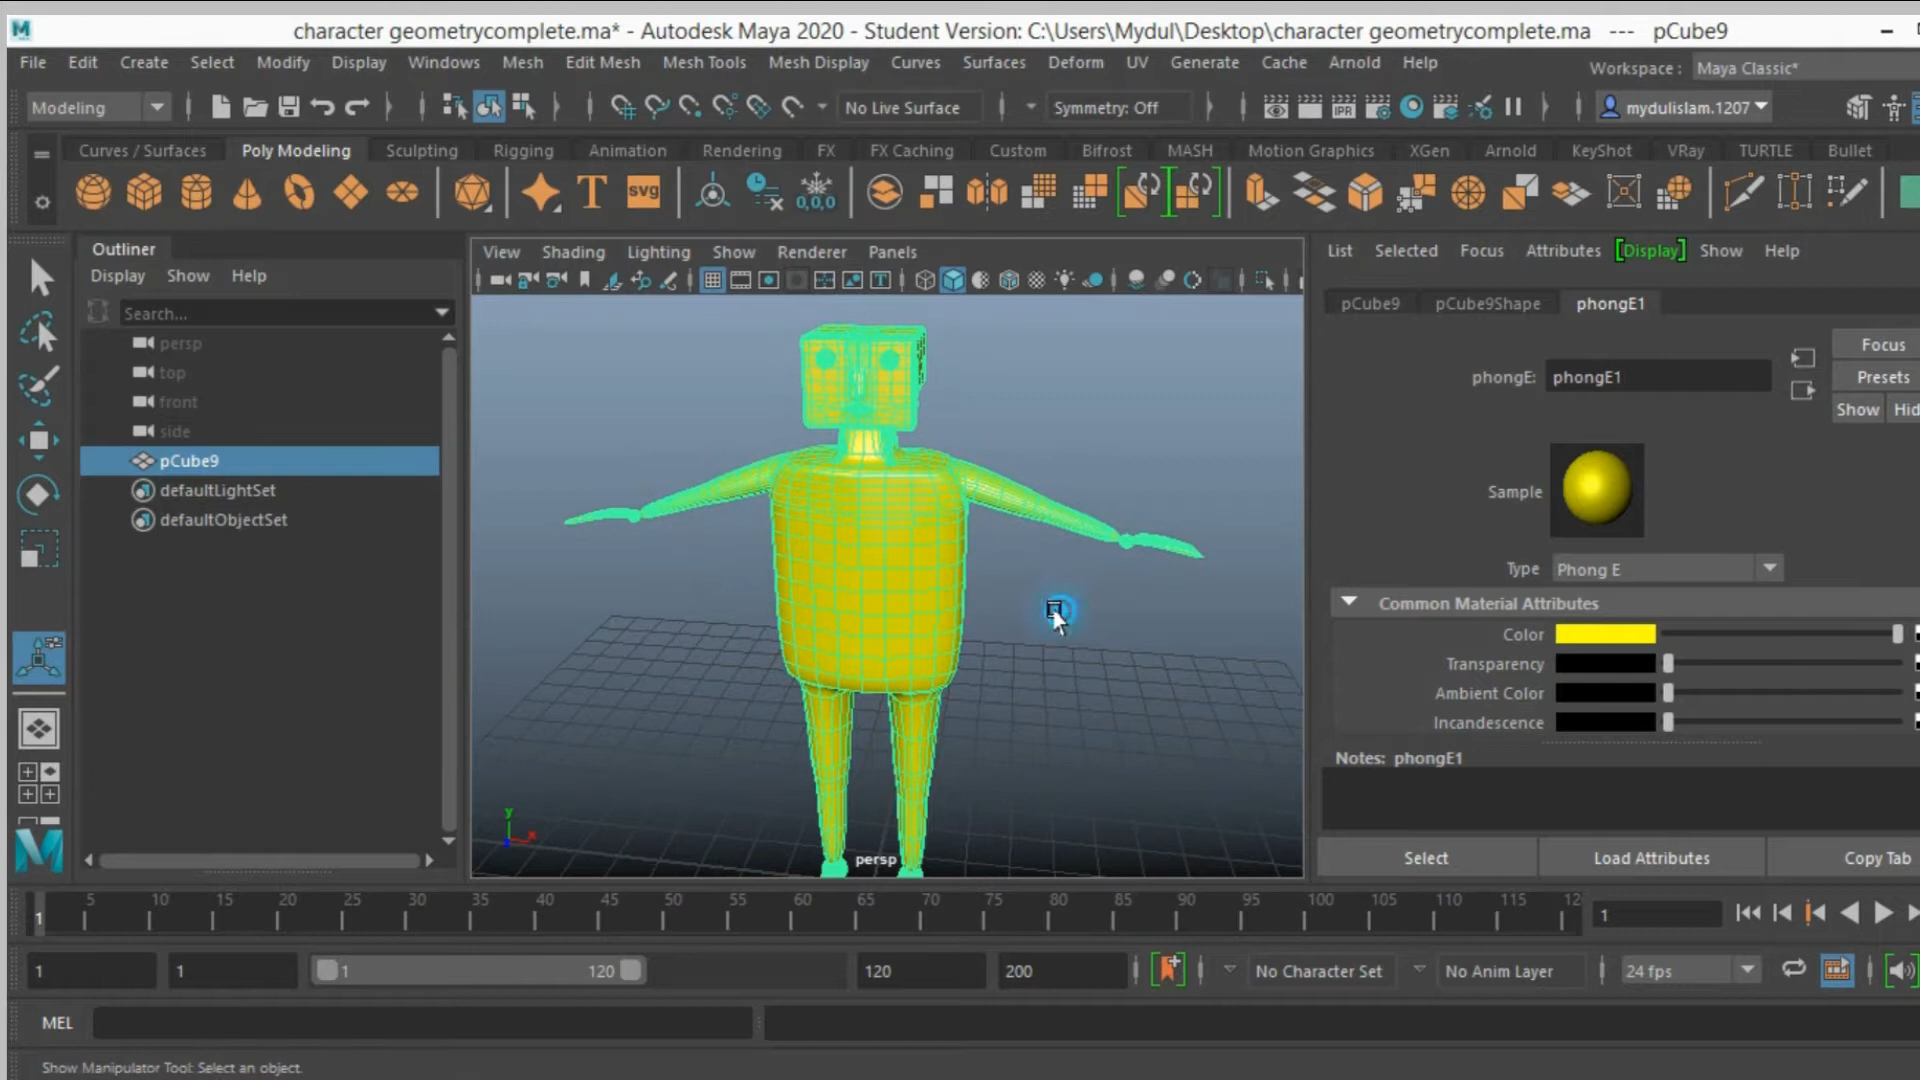 character geometrycomplete.ma* - Autodesk Maya 2020 - Student Version: C:\Users\Mydul\Desktop\character geometrycomplete.ma --- pCube9
File Edit Create Select Modify Display Windows Mesh Edit Mesh Mesh Tools Mesh Display Curves Surfaces Deform UV Generate Cache Arnold Help
Workspace : Maya Classic*
Modeling No Live Surface Symmetry: Off IPR mydulislam.1207
Curves / Surfaces Poly Modeling Sculpting Rigging Animation Rendering FX FX Caching Custom Bifrost MASH Motion Graphics XGen Arnold KeyShot VRay TURTLE Bullet
T svg 0,0,0
Outliner
Display Show Help
Search...
persp
top
front
side
pCube9
defaultLightSet
defaultObjectSet
View Shading Lighting Show Renderer Panels
y
x
persp
List Selected Focus Attributes [Display] Show Help
pCube9 pCube9Shape phongE1
Focus
phongE: phongE1 Presets
Show Hid
Sample
Type Phong E
Common Material Attributes
Color
Transparency
Ambient Color
Incandescence
Notes: phongE1
Select Load Attributes Copy Tab
1 5 10 15 20 25 30 35 40 45 50 55 60 65 70 75 80 85 90 95 100 105 110 115 12 1
1 1 1 120 120 200 No Character Set No Anim Layer 24 fps
MEL
Show Manipulator Tool: Select an object.